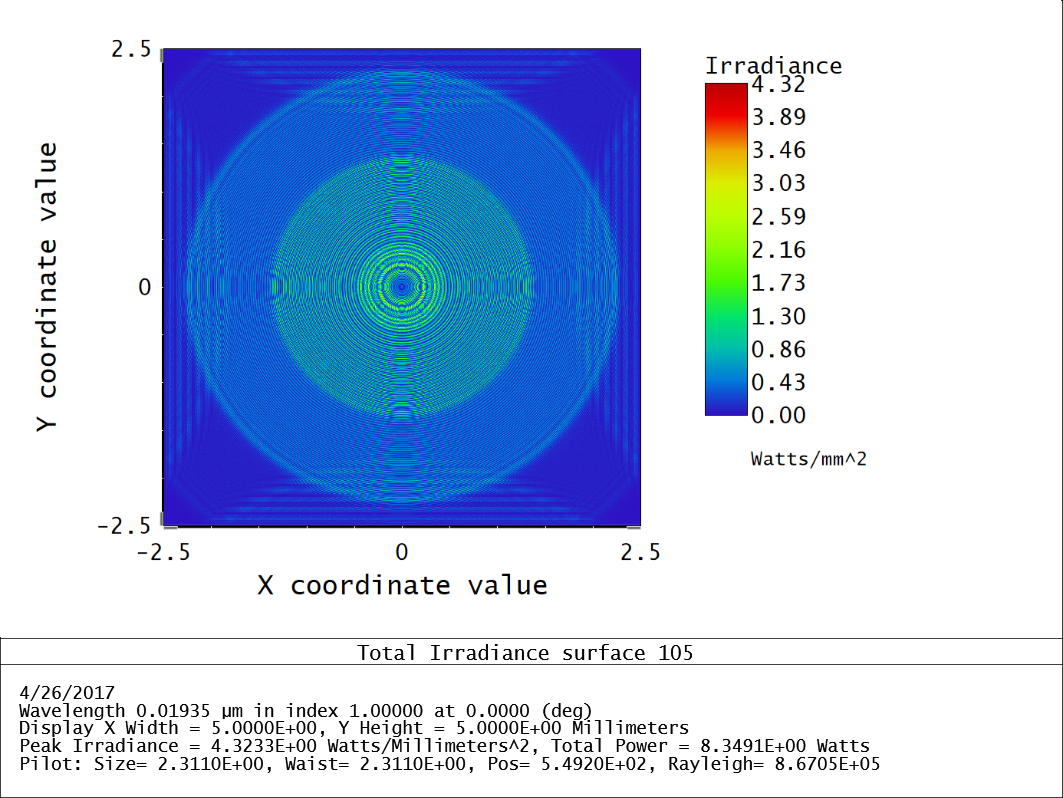 2.5
0
-2.5
Y coordinate value
-2.5 0 2.5
X coordinate value
Irradiance
4.32
3.89
3.46
3.03
2.59
2.16
1.73
1.30
0.86
0.43
0.00
Watts/mm^2
Total Irradiance surface 105
4/26/2017
Wavelength 0.01935 µm in index 1.00000 at 0.0000 (deg)
Display X Width = 5.0000E+00, Y Height = 5.0000E+00 Millimeters
Peak Irradiance = 4.3233E+00 Watts/Millimeters^2, Total Power = 8.3491E+00 Watts
Pilot: Size= 2.3110E+00, Waist= 2.3110E+00, Pos= 5.4920E+02, Rayleigh= 8.6705E+05